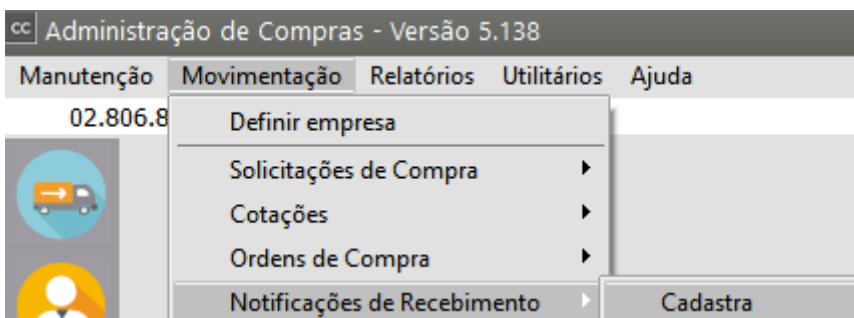 cc Administração de Compras - Versão 5.138
Manutenção Movimentação Relatórios Utilitários Ajuda
02.806.8
Definir empresa
Solicitações de Compra
Cotações
Ordens de Compra
Notificações de Recebimento Cadastra